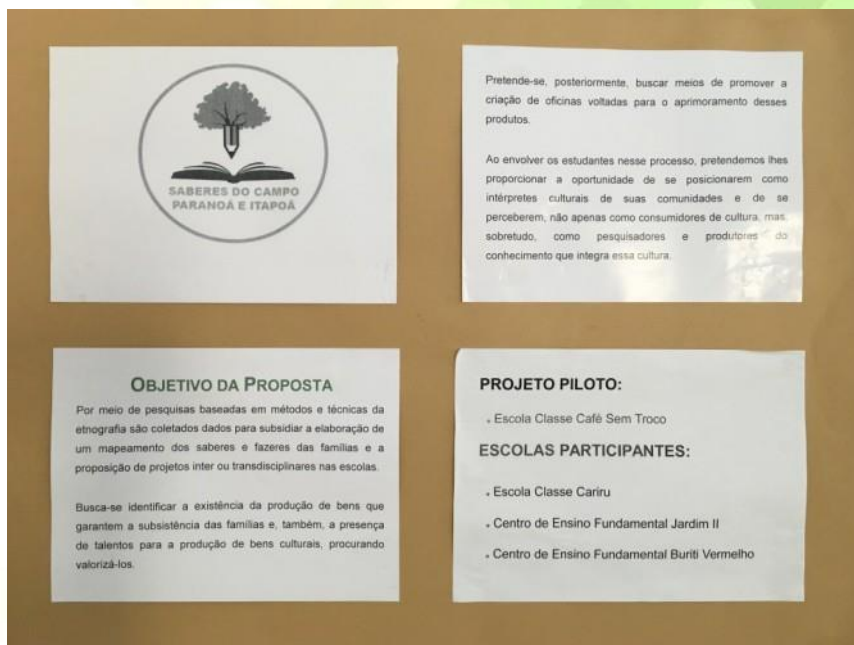 SABERES DO CAMPO
PARANOÁ E ITAPOÃ
OBJETIVO DA PROPOSTA
Por meio de pesquisas baseadas em métodos e técnicas da
etnografia são coletados dados para subsidiar a elaboração de
um mapeamento dos saberes e fazeres das famílias e a
proposição de projetos inter ou transdisciplinares nas escolas.
Busca-se identificar a existência da produção de bens que
garantem a subsistência das famílias e, também, a presença
de talentos para a produção de bens culturais, procurando
valorizá-los.
Pretende-se, posteriormente, buscar meios de promover a
criação de oficinas voltadas para o aprimoramento desses
produtos.
Ao envolver os estudantes nesse processo, pretendemos lhes
proporcionar a oportunidade de se posicionarem como
intérpretes culturais de suas comunidades e de se
perceberem, não apenas como consumidores de cultura, mas,
sobretudo, como pesquisadores e produtores do
conhecimento que integra essa cultura.
PROJETO PILOTO:
• Escola Classe Café Sem Troco
ESCOLAS PARTICIPANTES:
• Escola Classe Cariru
• Centro de Ensino Fundamental Jardim II
• Centro de Ensino Fundamental Buriti Vermelho